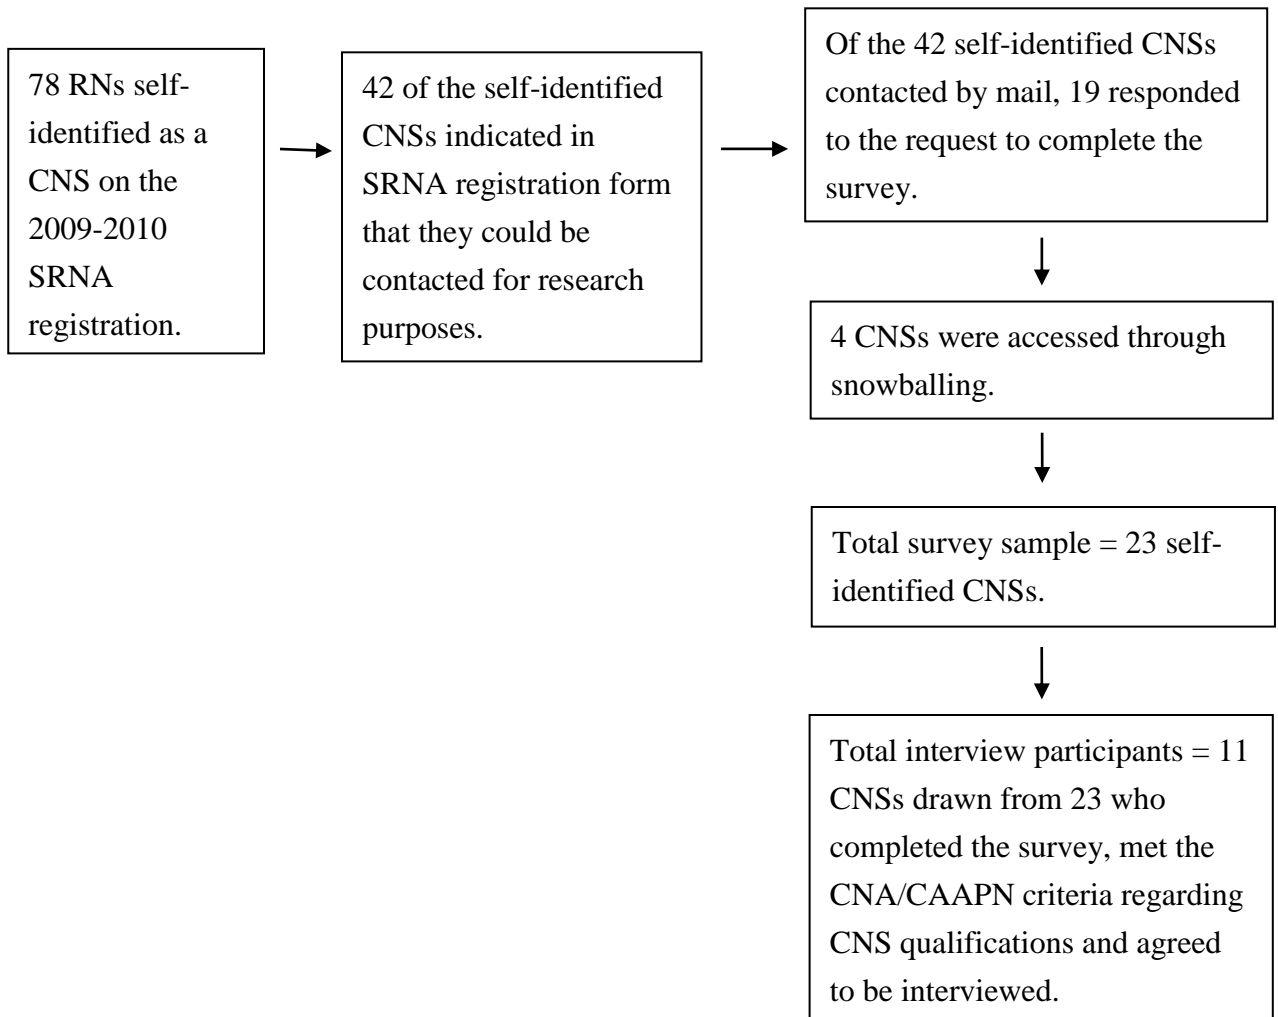 78 RNs self-
identified as a
CNS on the
2009-2010
SRNA
registration.
42 of the self-identified
CNSs indicated in
SRNA registration form
that they could be
contacted for research
purposes.
Of the 42 self-identified CNSs
contacted by mail, 19 responded
to the request to complete the
survey.
4 CNSs were accessed through
snowballing.
Total survey sample = 23 self-
identified CNSs.
Total interview participants = 11
CNSs drawn from 23 who
completed the survey, met the
CNA/CAAPN criteria regarding
CNS qualifications and agreed
to be interviewed.